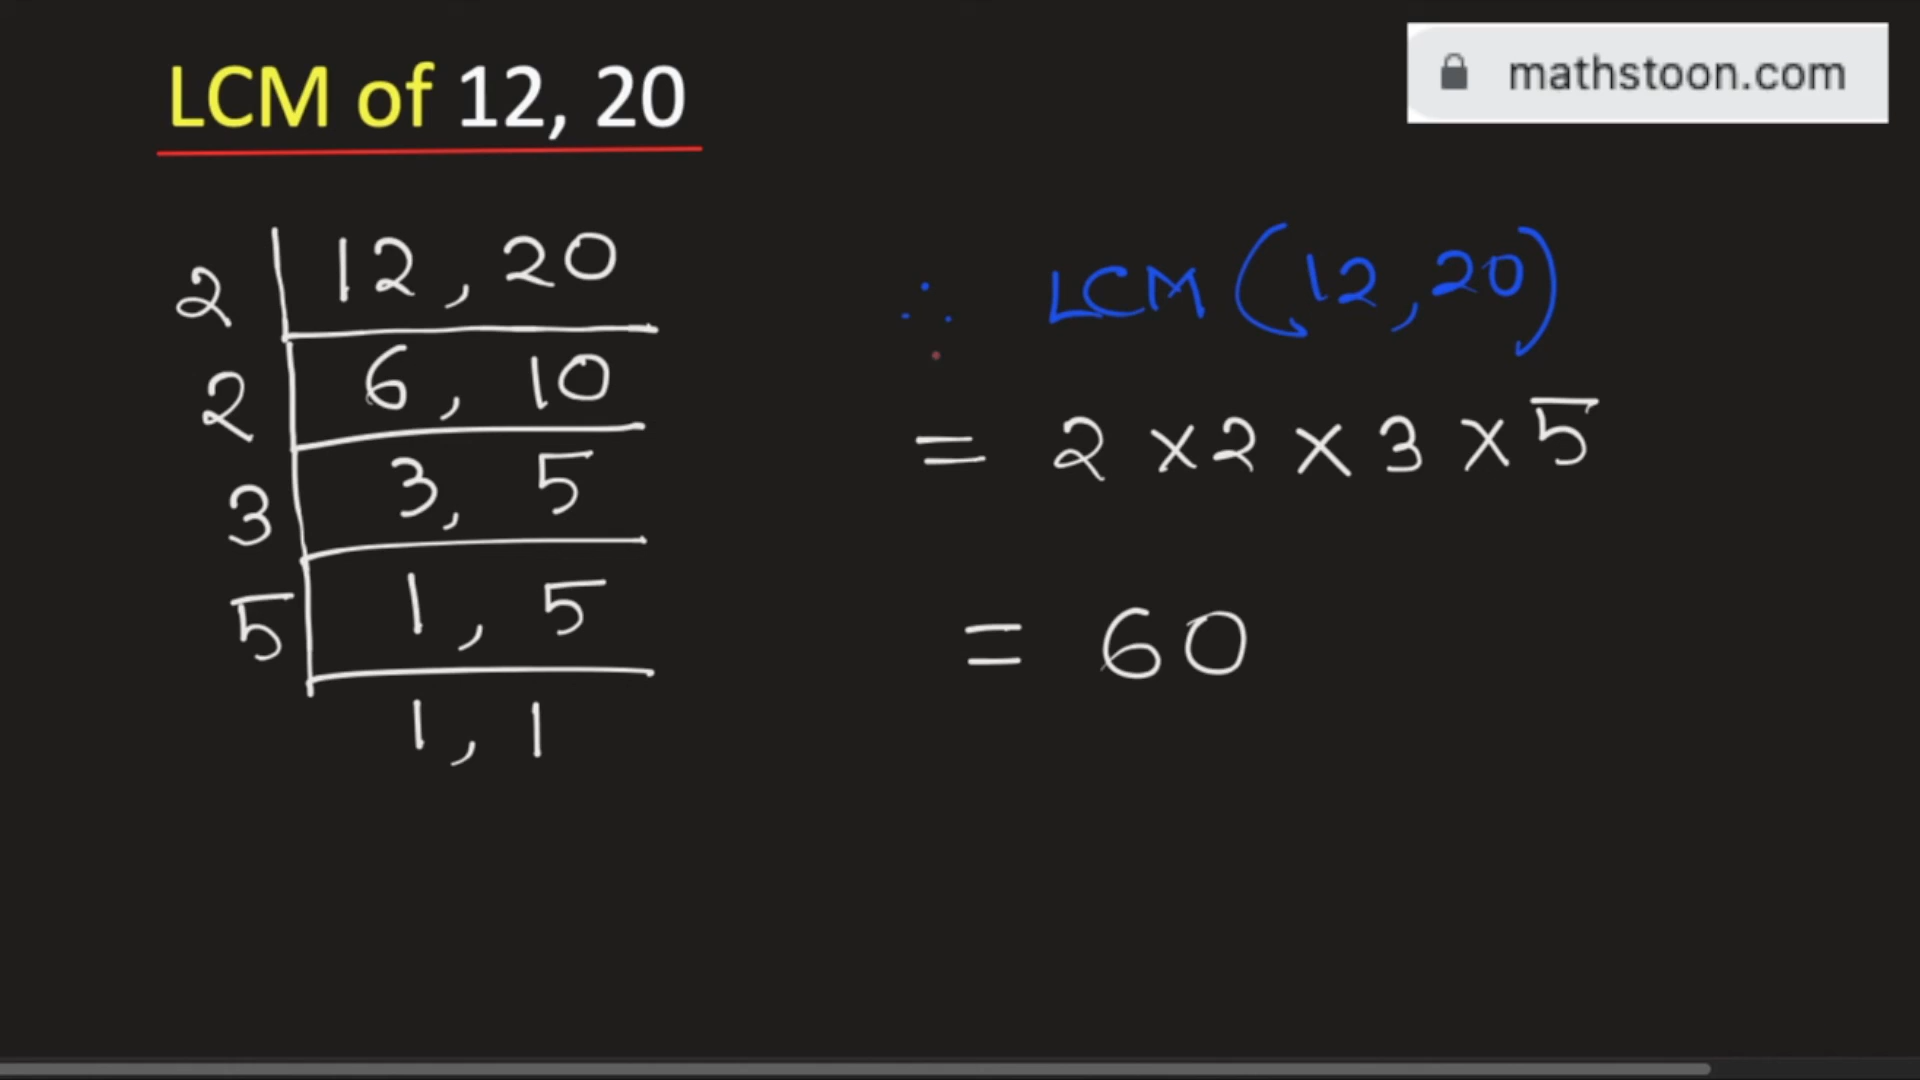 LCM of 12, 20
mathstoon.com
2 | 12, 20
2 | 6, 10
3 | 3, 5
5 | 1, 5
1, 1
∴ LCM (12, 20)
= 2 × 2 × 3 × 5
= 60